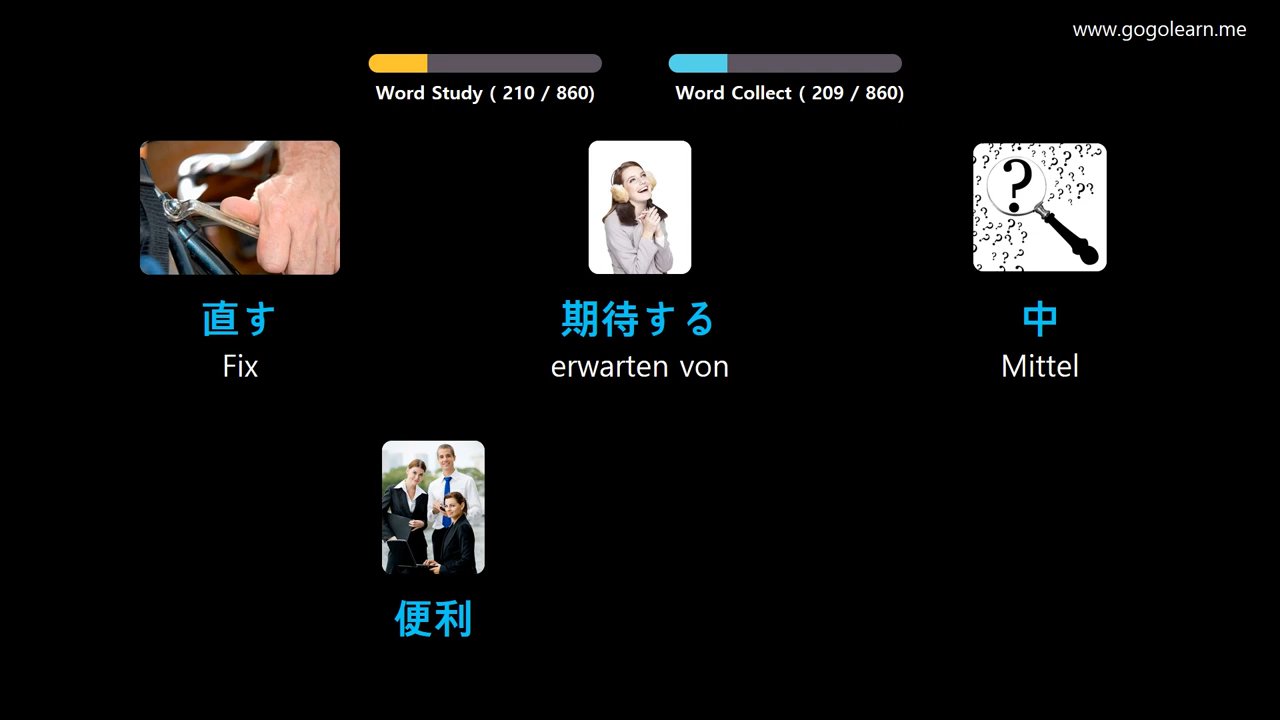 www.gogolearn.me
Word Study ( 210 / 860)
Word Collect ( 209 / 860)
直す
Fix
期待する
erwarten von
中
Mittel
便利